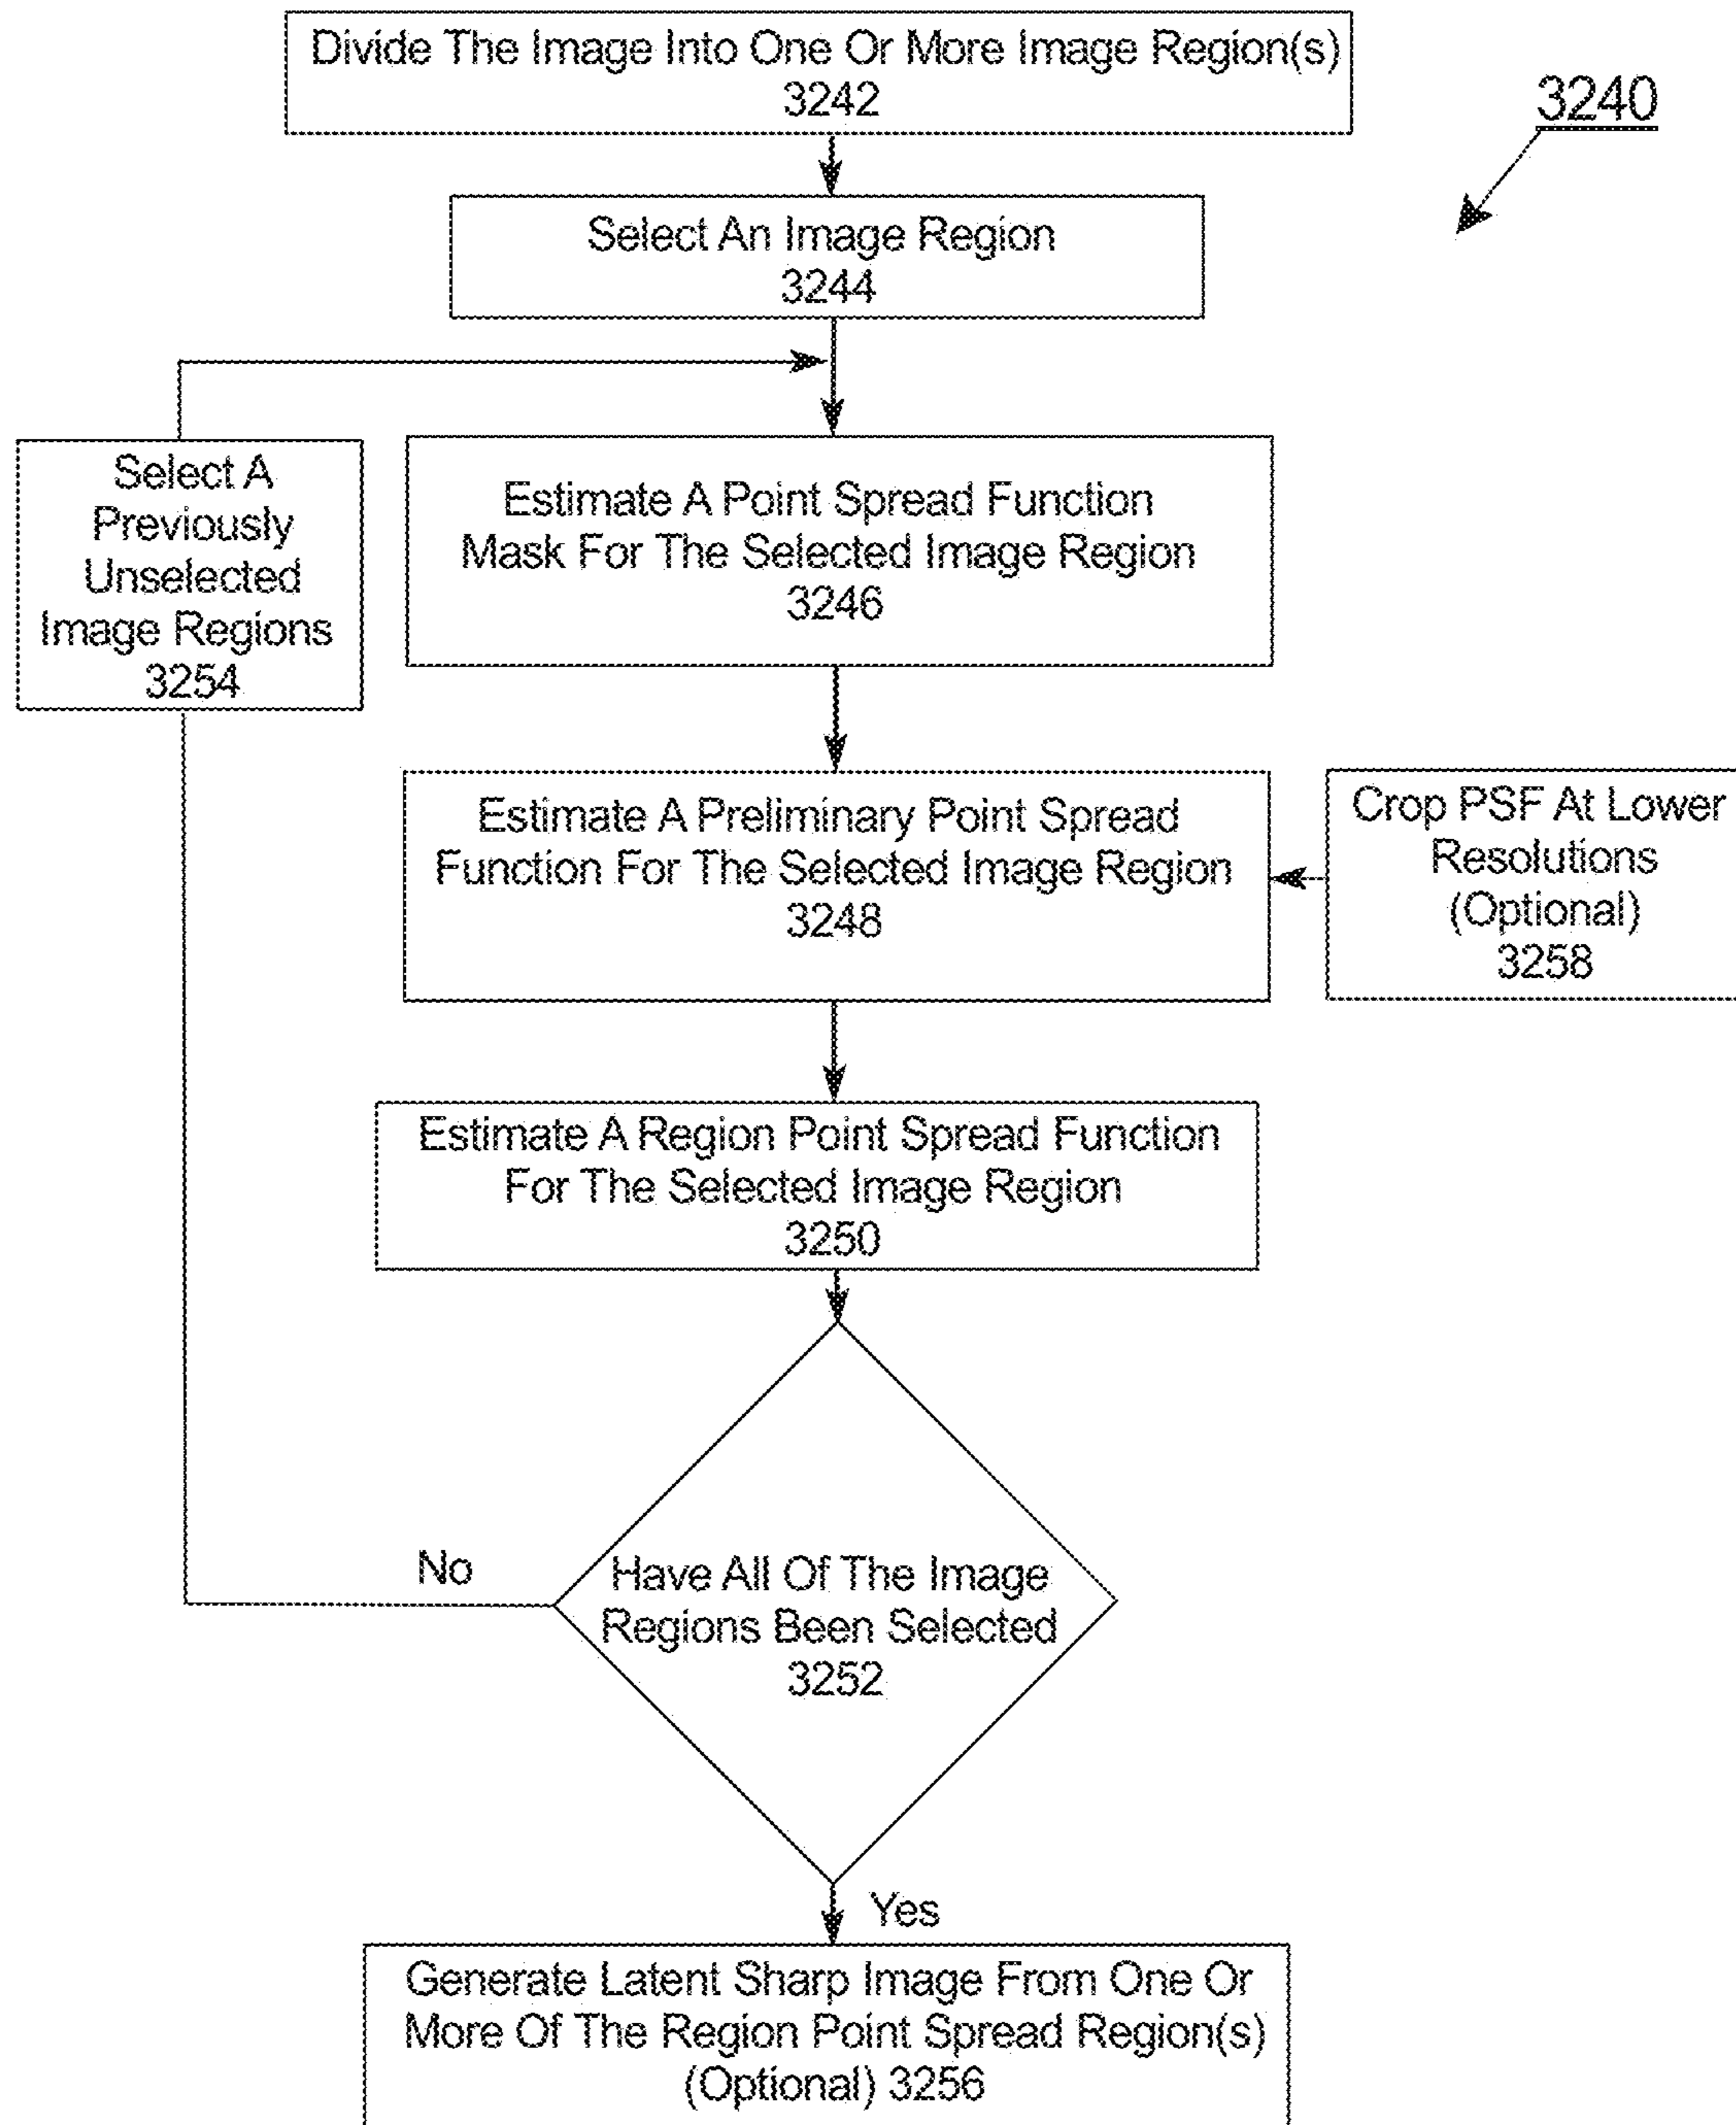 Divide The Image Into One Or More Image Region(s)
3242
3240
Select An Image Region
3244
Select A
Previously
Unselected
Image Regions
3254
Estimate A Point Spread Function
Mask For The Selected Image Region
3246
Estimate A Preliminary Point Spread
Function For The Selected Image Region
3248
Crop PSF At Lower
Resolutions
(Optional)
3258
Estimate A Region Point Spread Function
For The Selected Image Region
3250
No
Have All Of The Image
Regions Been Selected
3252
Yes
Generate Latent Sharp Image From One Or
More Of The Region Point Spread Region(s)
(Optional) 3256